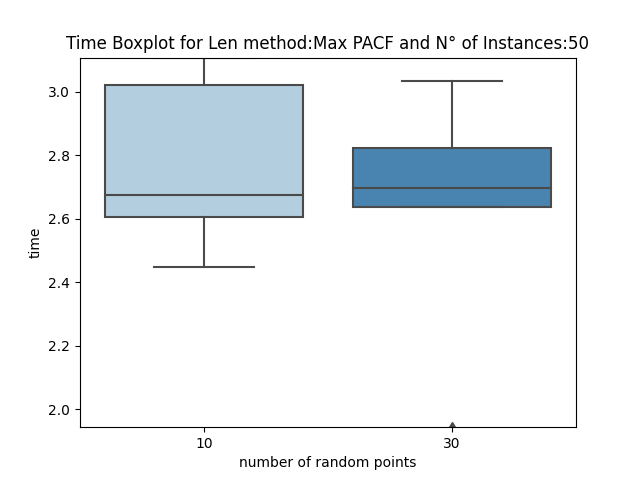 Time Boxplot for Len method:Max PACF and N° of Instances:50
3.0
2.8
2.6
2.4
2.2
2.0
time
10
30
number of random points